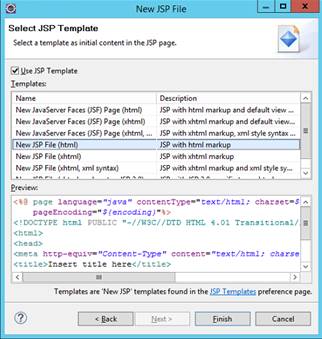 New JSP File
Select JSP Template
Select a template as initial content in the JSP page.
Use JSP Template
Templates:
Name Description
New JavaServer Faces (JSF) Page (html) JSP with html markup and default view ...
New JavaServer Faces (JSF) Page (xhtml) JSP with xhtml markup and default view ...
New JavaServer Faces (JSF) Page (xhtml, ... JSP with xhtml markup, xml style syntax ...
New JSP File (html) JSP with html markup
New JSP File (xhtml) JSP with xhtml markup
New JSP File (xhtml, xml syntax) JSP with xhtml markup and xml style sy...
Preview:
<%@ page language="java" contentType="text/html; charset=$
pageEncoding="${encoding}"%>
<!DOCTYPE html PUBLIC "-//W3C//DTD HTML 4.01 Transitional/
<html>
<head>
<meta http-equiv="Content-Type" content="text/html; charse
<title>Insert title here</title>
Templates are 'New JSP' templates found in the JSP Templates preference page.
?
< Back
Next >
Finish
Cancel